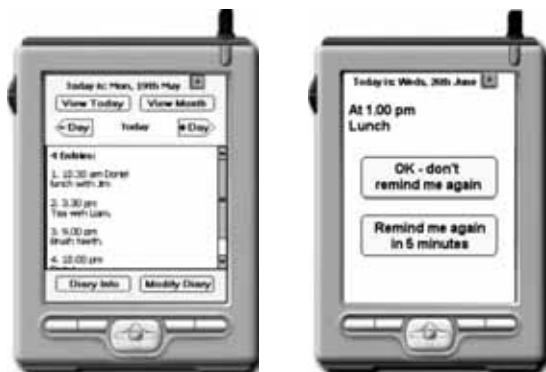 Today is: Mon, 19th May
View Today View Month
- Day Today + Day
4 Entries:
1. 10.30 am
lunch with Jim.
2. 3.30 pm
Tea with Liam.
3. 9.00 pm
Brush teeth.
4. 10.00 pm
Diary Info Modify Diary
Today is: Weds, 26th June
At 1.00 pm
Lunch
OK - don't
remind me again
Remind me again
in 5 minutes